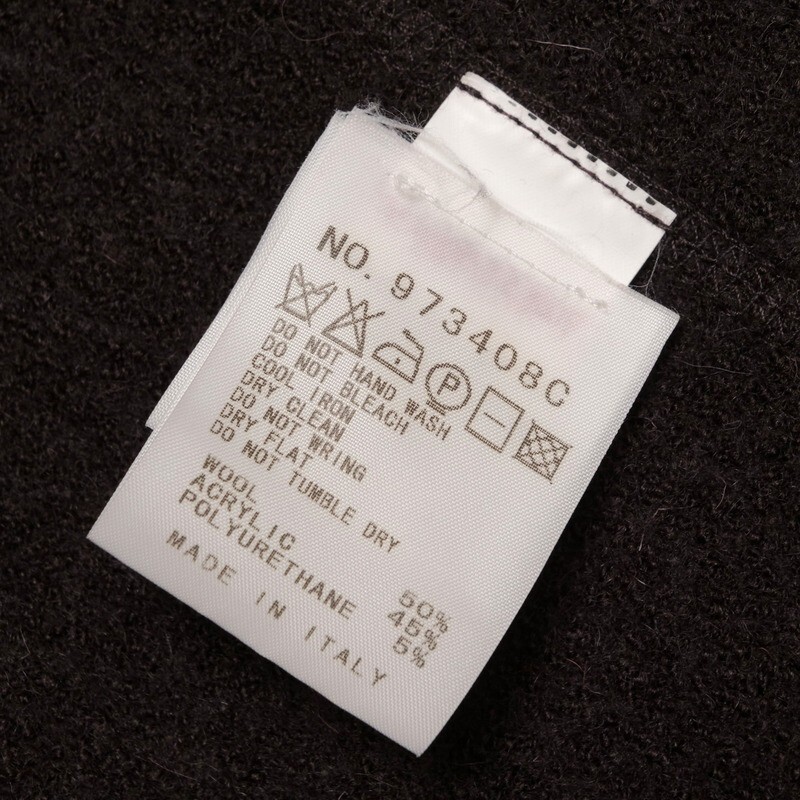 NO. 973408C
P
DO NOT HAND WASH
DO NOT BLEACH
COOL IRON
DRY CLEAN
DO NOT WRING
DRY FLAT
DO NOT TUMBLE DRY
WOOL 50%
ACRYLIC 45%
POLYURETHANE 5%
MADE IN ITALY